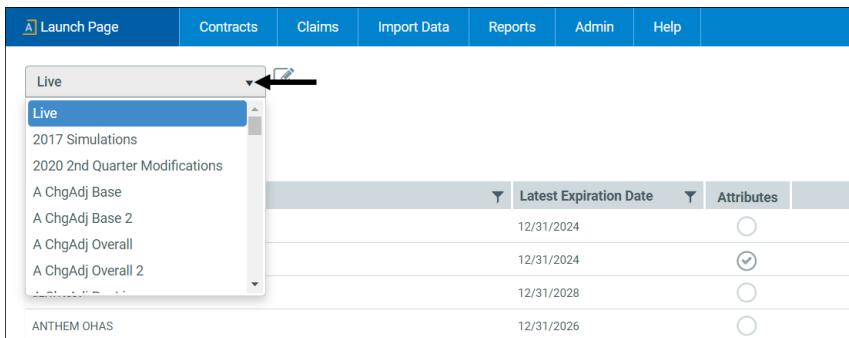 A Launch Page Contracts Claims Import Data Reports Admin Help
Live
Live
2017 Simulations
2020 2nd Quarter Modifications
A ChgAdj Base
A ChgAdj Base 2
A ChgAdj Overall
A ChgAdj Overall 2
Latest Expiration Date Attributes
12/31/2024
12/31/2024
12/31/2028
ANTHEM OHAS 12/31/2026